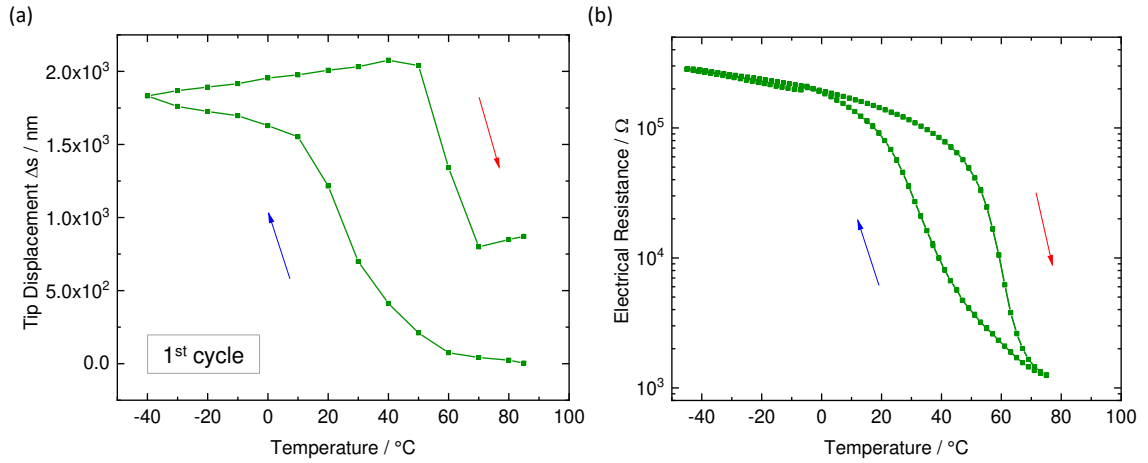 (a)
Tip Displacement Δs / nm
2.0x10³
1.5x10³
1.0x10³
5.0x10²
0.0
1st cycle
-40 -20 0 20 40 60 80 100
Temperature / °C
(b)
Electrical Resistance / Ω
10⁵
10⁴
10³
-40 -20 0 20 40 60 80 100
Temperature / °C